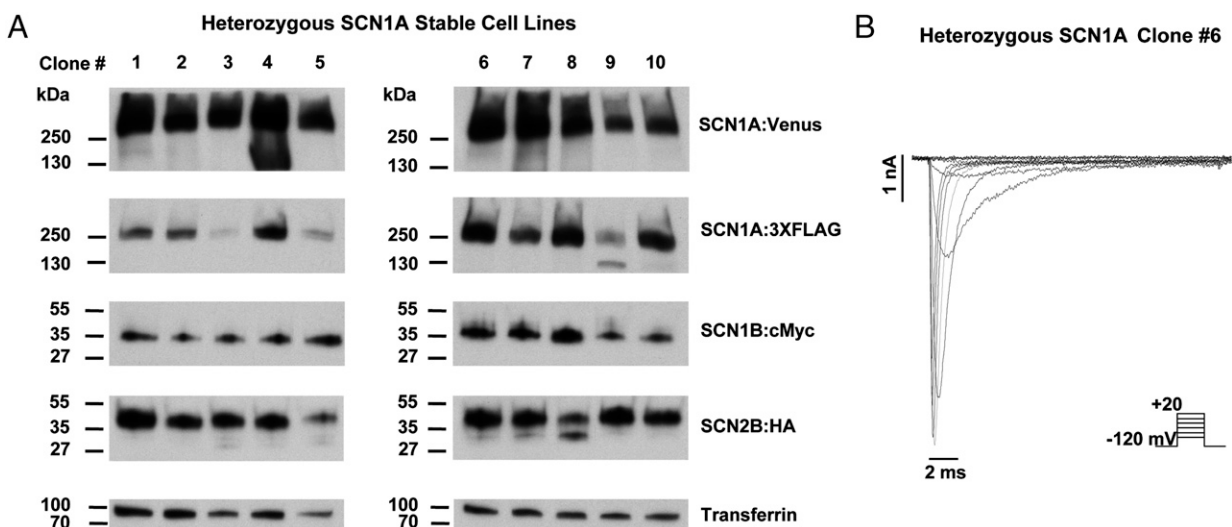 A
Heterozygous SCN1A Stable Cell Lines
Clone # 1 2 3 4 5 6 7 8 9 10
kDa kDa
250 130 250 130 SCN1A:Venus
250 130 250 130 SCN1A:3XFLAG
55 35 27 55 35 27 SCN1B:cMyc
55 35 27 55 35 27 SCN2B:HA
100 70 100 70 Transferrin
B
Heterozygous SCN1A Clone #6
1 nA
+20
-120 mV
2 ms